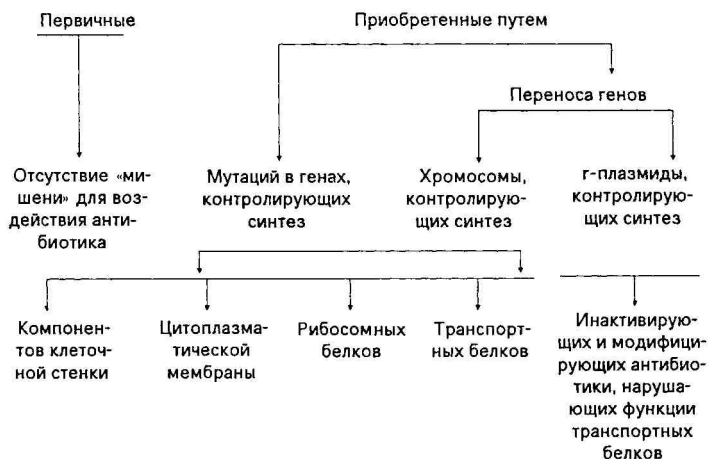 Первичные
Приобретенные путем
Переноса генов
Отсутствие «ми-
шени» для воз-
действия анти-
биотика
Мутаций в генах,
контролирующих
синтез
Хромосомы,
контролирую-
щих синтез
r-плазмиды,
контролирую-
щих синтез
Компонен-
тов клеточ-
ной стенки
Цитоплазма-
тической
мембраны
Рибосомных
белков
Транспорт-
ных белков
Инактивирую-
щих и модифици-
рующих антибио-
тики, наруша-
ющих функции
транспортных
белков